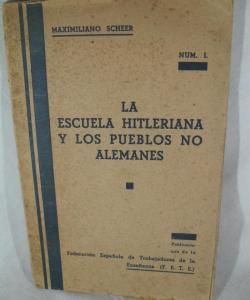 MAXIMILIANO SCHEER
NUM. I.
LA
ESCUELA HITLERIANA
Y LOS PUEBLOS NO
ALEMANES
Publicacio-
nes de la
Federación Española de Trabajadores de la
Enseñanza (F. E. T. E.)